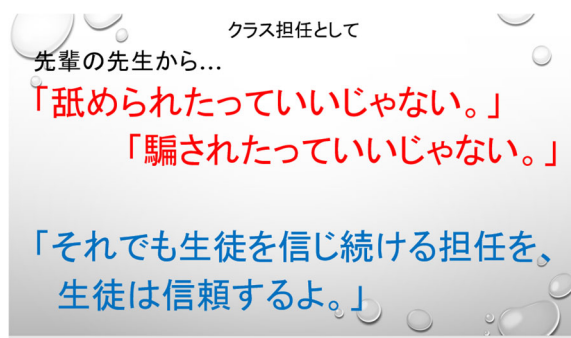 クラス担任として
先輩の先生から…
「舐められたっていいじゃない。」
「騙されたっていいじゃない。」
「それでも生徒を信じ続ける担任を、
生徒は信頼するよ。」